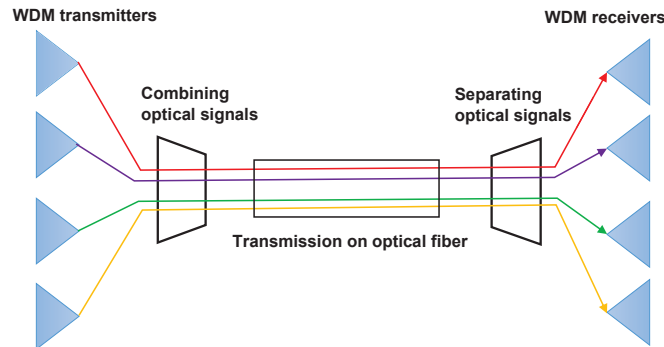 WDM transmitters
WDM receivers
Combining
optical signals
Separating
optical signals
Transmission on optical fiber